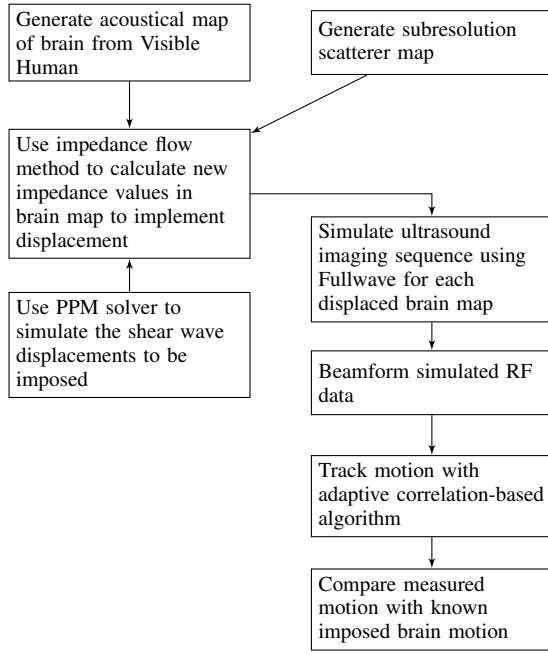 Generate acoustical map
of brain from Visible
Human
Generate subresolution
scatterer map
Use impedance flow
method to calculate new
impedance values in
brain map to implement
displacement
Use PPM solver to
simulate the shear wave
displacements to be
imposed
Simulate ultrasound
imaging sequence using
Fullwave for each
displaced brain map
Beamform simulated RF
data
Track motion with
adaptive correlation-based
algorithm
Compare measured
motion with known
imposed brain motion